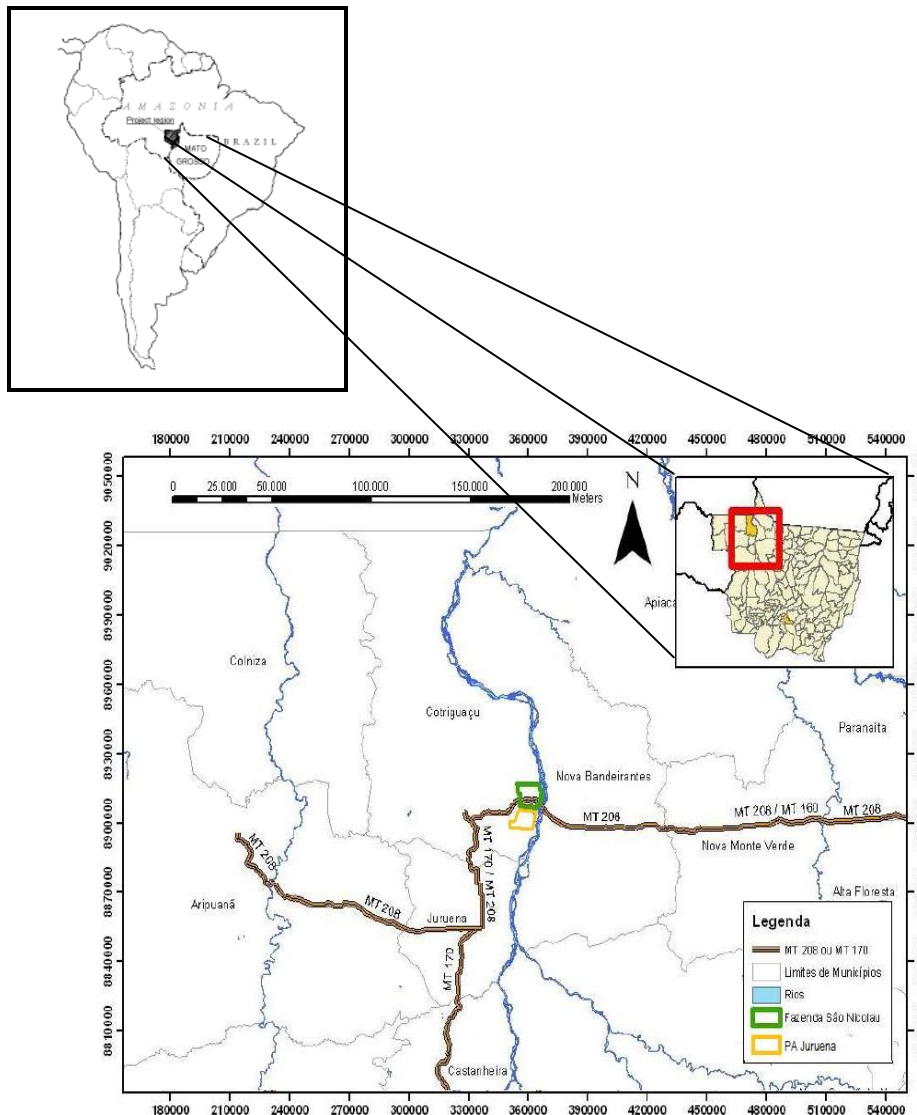 AMAZONIA
Project region
BRAZIL
MATO
GROSSO
180000 210000 240000 270000 300000 330000 360000 390000 420000 450000 480000 510000 540000
9050000
9020000
8990000
8960000
8930000
8900000
8870000
8840000
8810000
0 25.000 50.000 100.000 150.000 200.000
Meters
N
Apiacá
Colniza
Cotriguaçu
Paranaíta
Nova Bandeirantes
MT 208
MT 208 / MT 160
MT 208
Nova Monte Verde
MT 170 / MT 208
MT 208
Aripuanã
MT 208
Juruena
Alta Floresta
MT 170
Castanheira
Legenda
MT 208 ou MT 170
Limites de Municípios
Rios
Fazenda São Nicolau
PA Juruena
180000 210000 240000 270000 300000 330000 360000 390000 420000 450000 480000 510000 540000